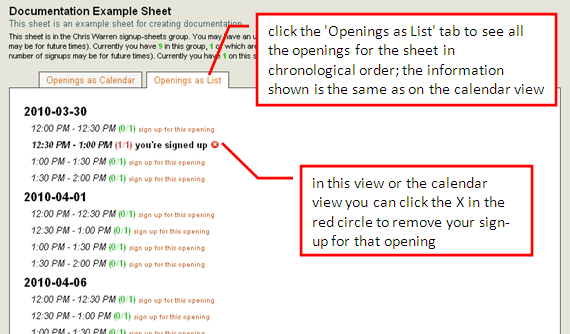 Documentation Example Sheet
This sheet is an example sheet for creating documentation
This sheet is in the Chris Warren signup-sheets group. You may have an u
may be for future times). Currently you have 9 in this group, 1 of which are
number of signups may be for future times). Currently you have 1 on this s
click the 'Openings as List' tab to see all
the openings for the sheet in
chronological order; the information
shown is the same as on the calendar view
Openings as Calendar
Openings as List
2010-03-30
12:00 PM - 12:30 PM (0/1) sign up for this opening
12:30 PM - 1:00 PM (1/1) you're signed up
1:00 PM - 1:30 PM (0/1) sign up for this opening
1:30 PM - 2:00 PM (0/1) sign up for this opening
in this view or the calendar
view you can click the X in the
red circle to remove your sign-
up for that opening
2010-04-01
12:00 PM - 12:30 PM (0/1) sign up for this opening
12:30 PM - 1:00 PM (0/1) sign up for this opening
1:00 PM - 1:30 PM (0/1) sign up for this opening
1:30 PM - 2:00 PM (0/1) sign up for this opening
2010-04-06
12:00 PM - 12:30 PM (0/1) sign up for this opening
12:30 PM - 1:00 PM (0/1) sign up for this opening
1:00 PM - 1:30 PM (0/1) sign up for this opening